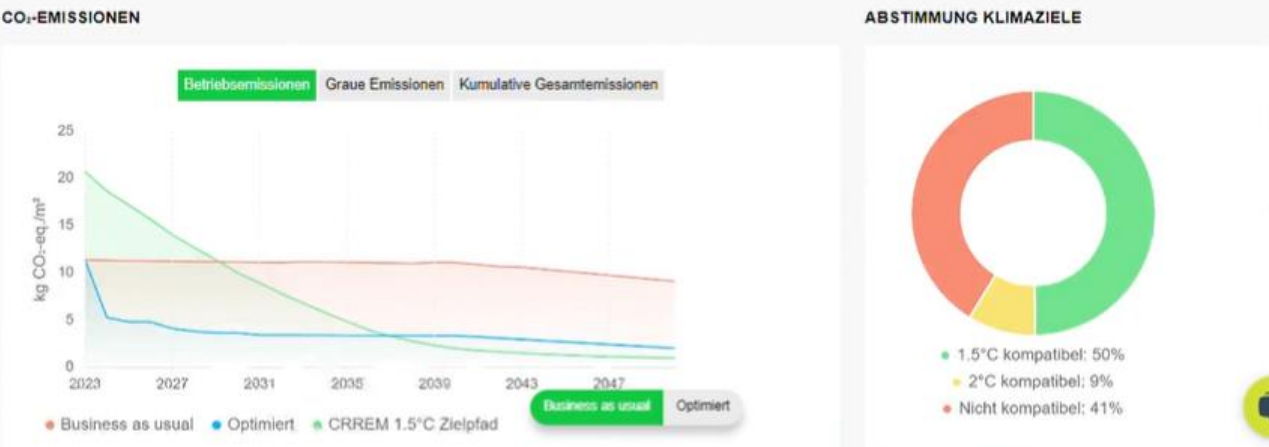 CO₂-EMISSIONEN
Betriebsemissionen Graue Emissionen Kumulative Gesamtemissionen
kg CO₂-eq./m²
25
20
15
10
5
0
2023 2027 2031 2035 2039 2043 2047
Business as usual Optimiert
Business as usual Optimiert CRREM 1.5°C Zielpfad
ABSTIMMUNG KLIMAZIELE
1.5°C kompatibel: 50%
2°C kompatibel: 9%
Nicht kompatibel: 41%